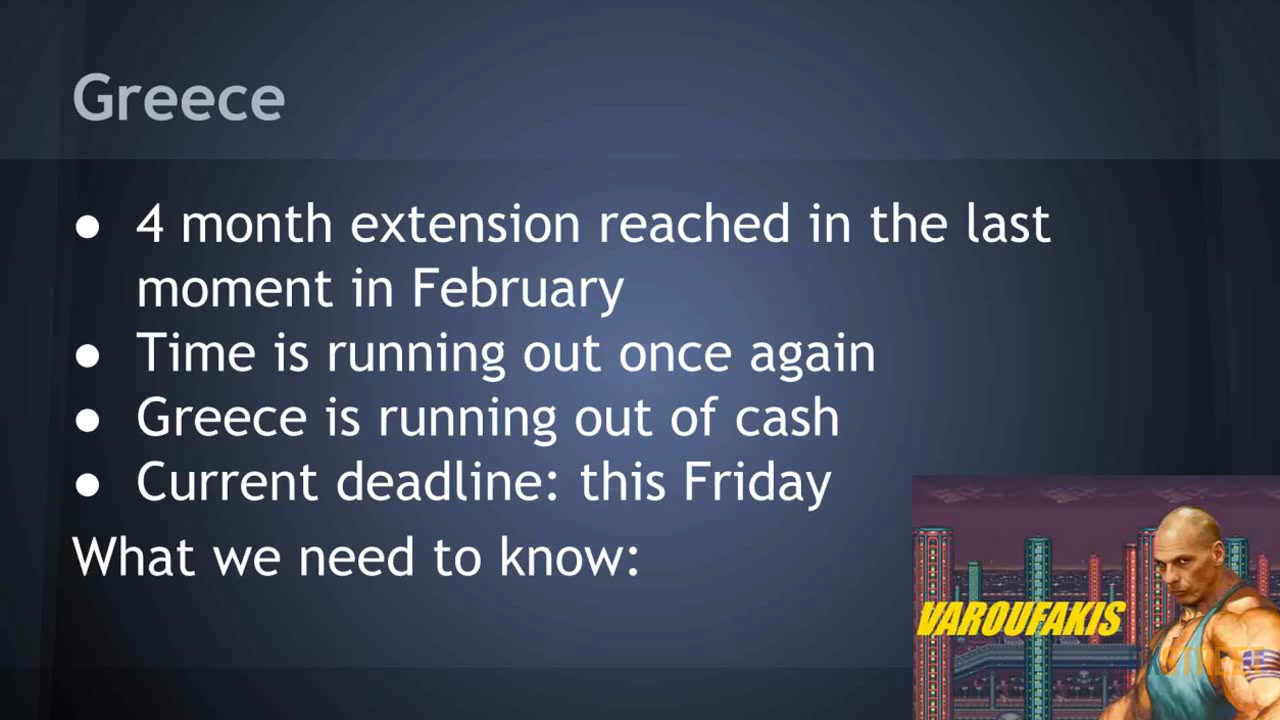 Greece
● 4 month extension reached in the last
moment in February
● Time is running out once again
● Greece is running out of cash
● Current deadline: this Friday
What we need to know:
VAROUFAKIS